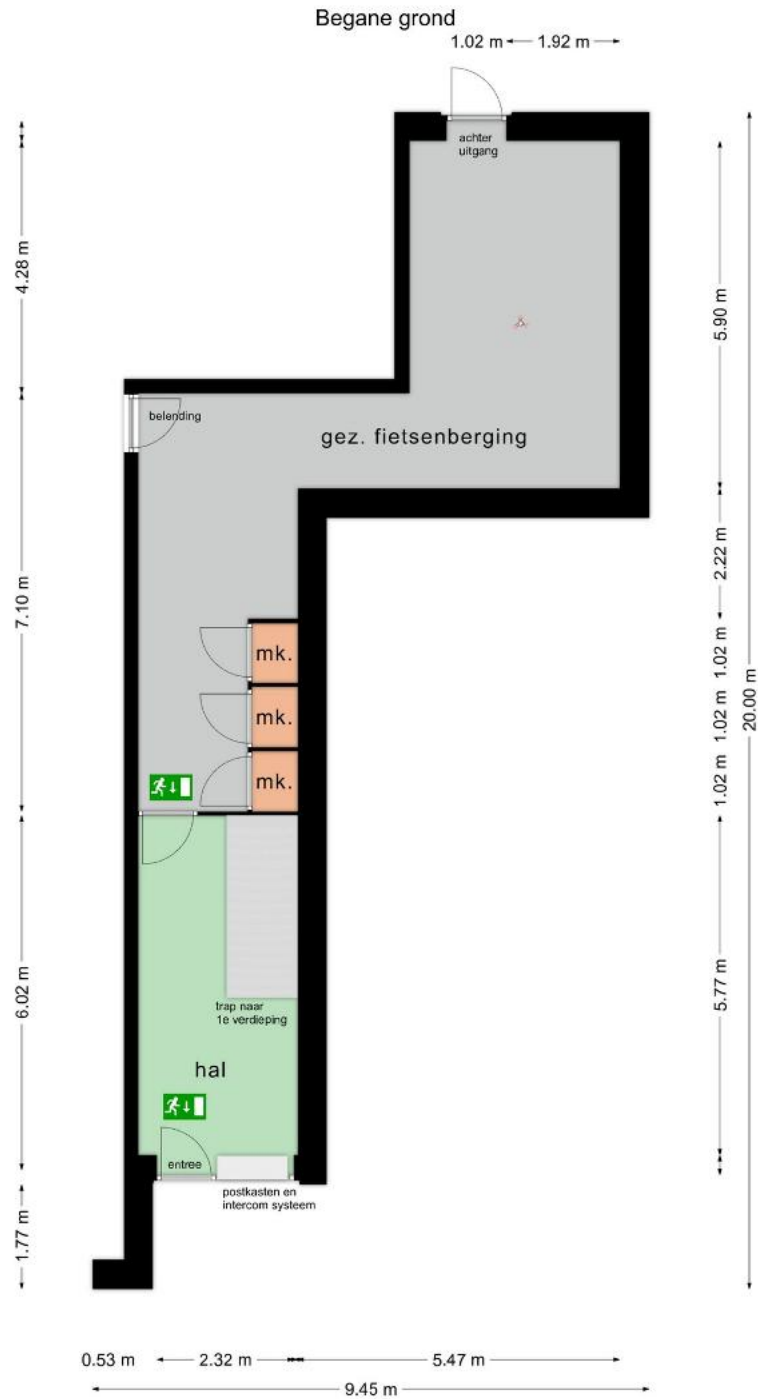 Begane grond
1.02 m
1.92 m
achter
uitgang
4.28 m
5.90 m
belending
gez. fietsenberging
7.10 m
2.22 m
mk.
1.02 m
mk.
1.02 m
mk.
1.02 m
20.00 m
6.02 m
5.77 m
trap naar
1e verdieping
hal
entree
postkasten en
intercom systeem
1.77 m
0.53 m
2.32 m
5.47 m
9.45 m